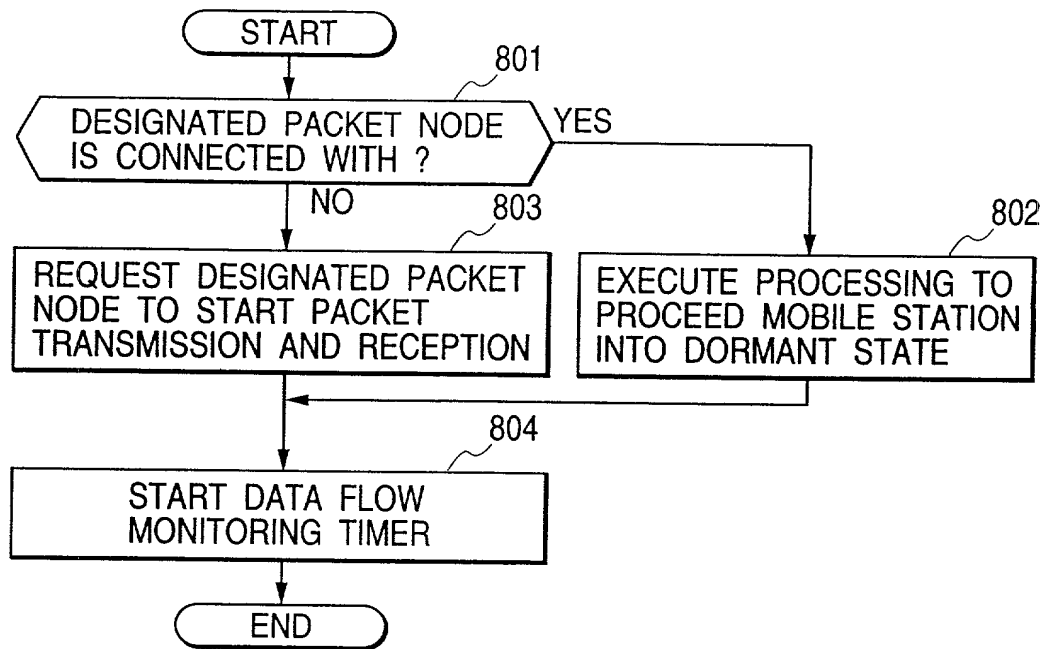 START
801
DESIGNATED PACKET NODE
IS CONNECTED WITH ?
YES
NO
803
REQUEST DESIGNATED PACKET
NODE TO START PACKET
TRANSMISSION AND RECEPTION
802
EXECUTE PROCESSING TO
PROCEED MOBILE STATION
INTO DORMANT STATE
804
START DATA FLOW
MONITORING TIMER
END